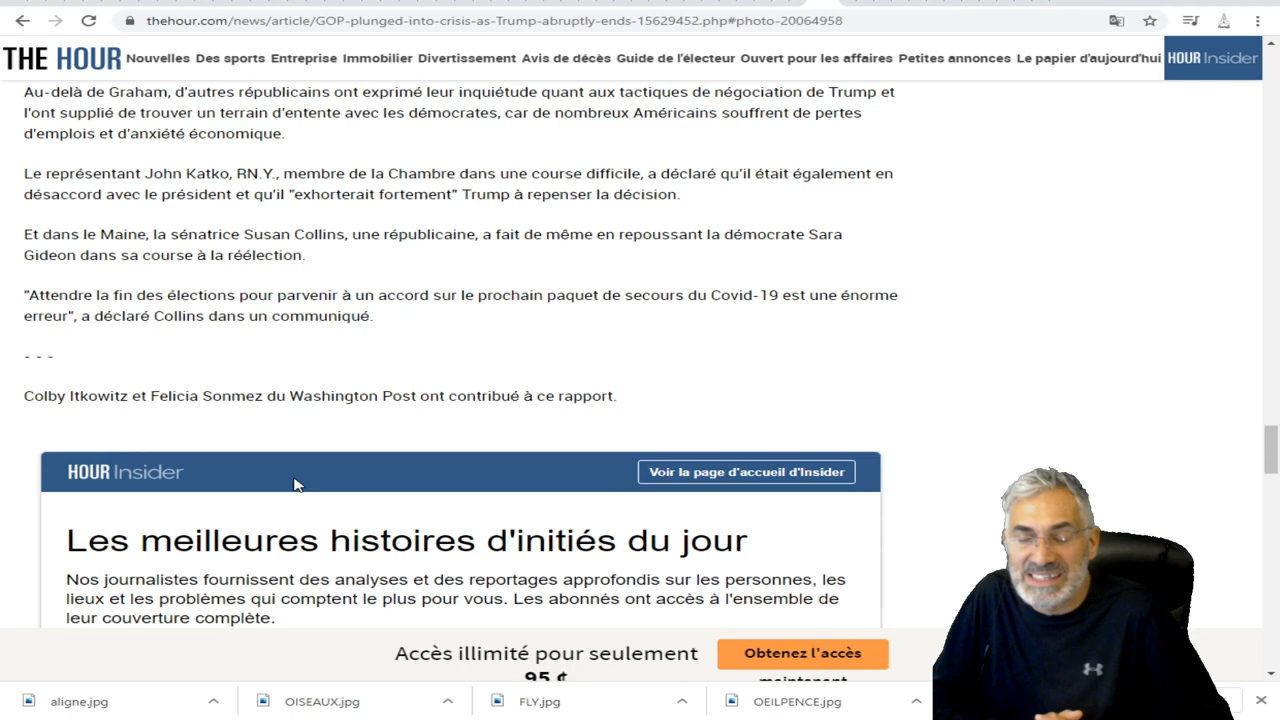 thehour.com/news/article/GOP-plunged-into-crisis-as-Trump-abruptly-ends-15629452.php#photo-20064958
THE HOUR Nouvelles Des sports Entreprise Immobilier Divertissement Avis de décès Guide de l'électeur Ouvert pour les affaires Petites annonces Le papier d'aujourd'hui HOUR Insider
Au-delà de Graham, d'autres républicains ont exprimé leur inquiétude quant aux tactiques de négociation de Trump et
l'ont supplié de trouver un terrain d'entente avec les démocrates, car de nombreux Américains souffrent de pertes
d'emplois et d'anxiété économique.
Le représentant John Katko, RN.Y., membre de la Chambre dans une course difficile, a déclaré qu'il était également en
désaccord avec le président et qu'il "exhorterait fortement" Trump à repenser la décision.
Et dans le Maine, la sénatrice Susan Collins, une républicaine, a fait de même en repoussant la démocrate Sara
Gideon dans sa course à la réélection.
"Attendre la fin des élections pour parvenir à un accord sur le prochain paquet de secours du Covid-19 est une énorme
erreur", a déclaré Collins dans un communiqué.
- - -
Colby Itkowitz et Felicia Sonmez du Washington Post ont contribué à ce rapport.
HOUR Insider Voir la page d'accueil d'Insider
Les meilleures histoires d'initiés du jour
Nos journalistes fournissent des analyses et des reportages approfondis sur les personnes, les
lieux et les problèmes qui comptent le plus pour vous. Les abonnés ont accès à l'ensemble de
leur couverture complète.
Accès illimité pour seulement Obtenez l'accès
95 ¢ maintenant
aligne.jpg OISEAUX.jpg FLY.jpg OEILPENCE.jpg